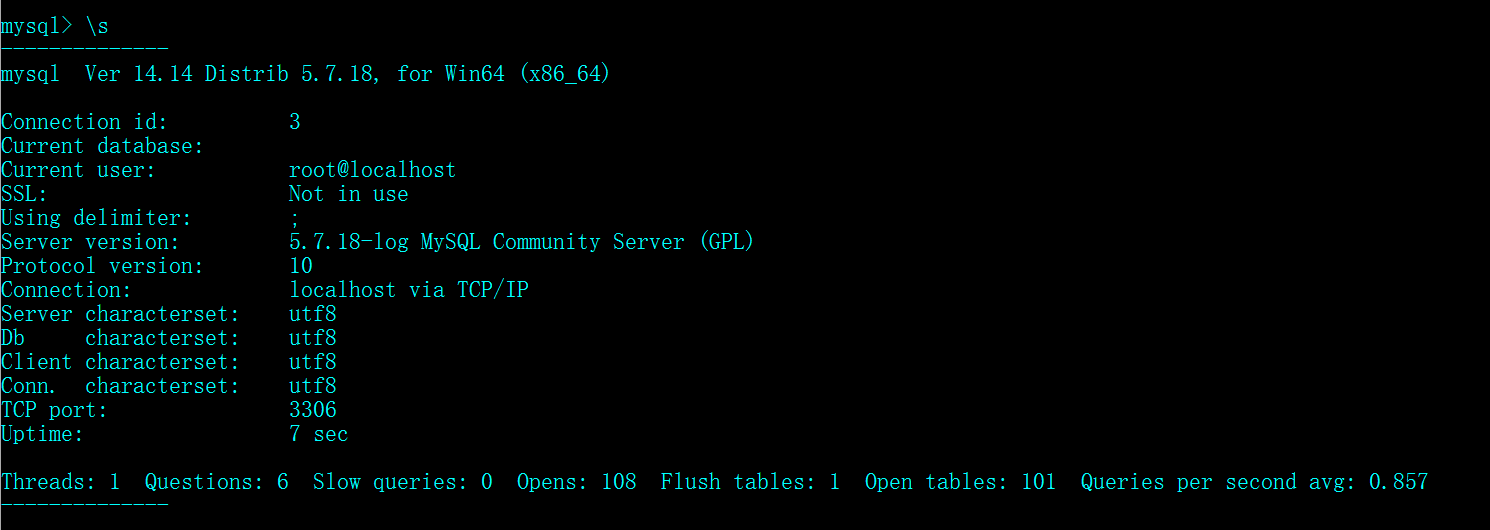 mysql> \s
--------------
mysql  Ver 14.14 Distrib 5.7.18, for Win64 (x86_64)
Connection id:          3
Current database:
Current user:           root@localhost
SSL:                    Not in use
Using delimiter:        ;
Server version:         5.7.18-log MySQL Community Server (GPL)
Protocol version:       10
Connection:             localhost via TCP/IP
Server characterset:    utf8
Db     characterset:    utf8
Client characterset:    utf8
Conn.  characterset:    utf8
TCP port:               3306
Uptime:                 7 sec
Threads: 1  Questions: 6  Slow queries: 0  Opens: 108  Flush tables: 1  Open tables: 101  Queries per second avg: 0.857
--------------